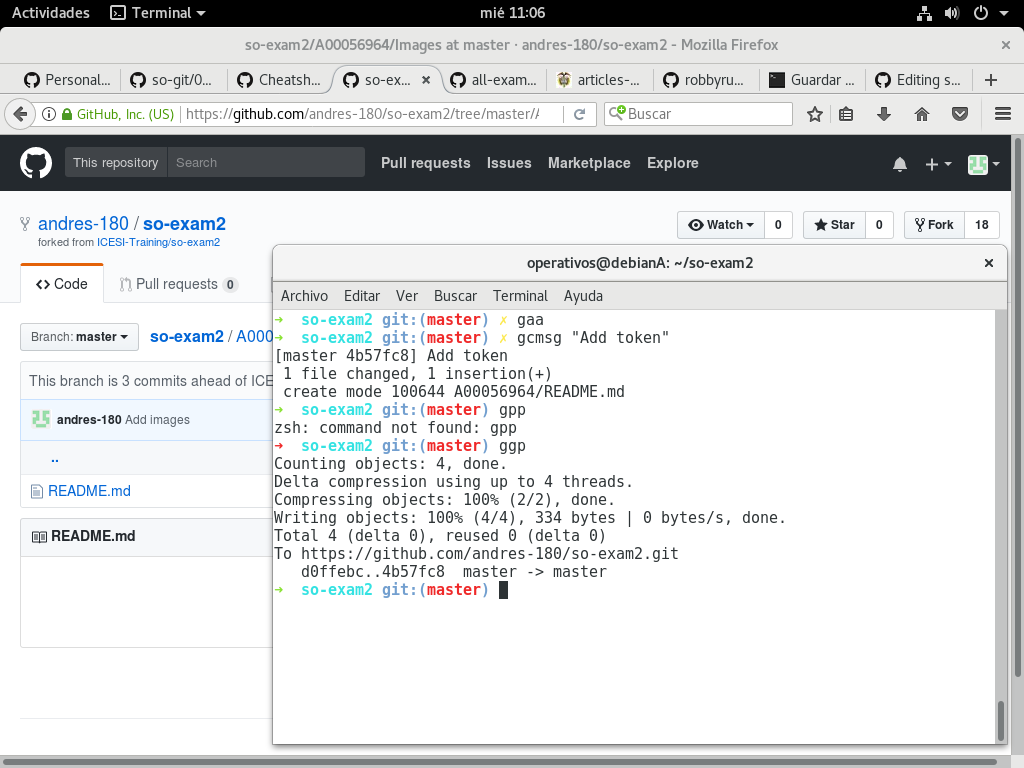 Actividades Terminal mié 11:06
so-exam2/A00056964/Images at master · andres-180/so-exam2 - Mozilla Firefox ×
Personal... so-git/0... Cheatsh... so-ex... × all-exam... articles-... robbyru... Guardar ... Editing s... +
GitHub, Inc. (US) https://github.com/andres-180/so-exam2/tree/master/ Buscar
This repository Search Pull requests Issues Marketplace Explore
andres-180 / so-exam2 Watch 0 Star 0 Fork 18
forked from ICESI-Training/so-exam2
Code Pull requests 0
Branch: master so-exam2 / A000
This branch is 3 commits ahead of ICE
andres-180 Add images
..
README.md
README.md
operativos@debianA: ~/so-exam2 ×
Archivo Editar Ver Buscar Terminal Ayuda
➜ so-exam2 git:(master) ✗ gaa
➜ so-exam2 git:(master) ✗ gcmsg "Add token"
[master 4b57fc8] Add token
1 file changed, 1 insertion(+)
create mode 100644 A00056964/README.md
➜ so-exam2 git:(master) gpp
zsh: command not found: gpp
➜ so-exam2 git:(master) ggp
Counting objects: 4, done.
Delta compression using up to 4 threads.
Compressing objects: 100% (2/2), done.
Writing objects: 100% (4/4), 334 bytes | 0 bytes/s, done.
Total 4 (delta 0), reused 0 (delta 0)
To https://github.com/andres-180/so-exam2.git
d0ffebc..4b57fc8 master -> master
➜ so-exam2 git:(master)